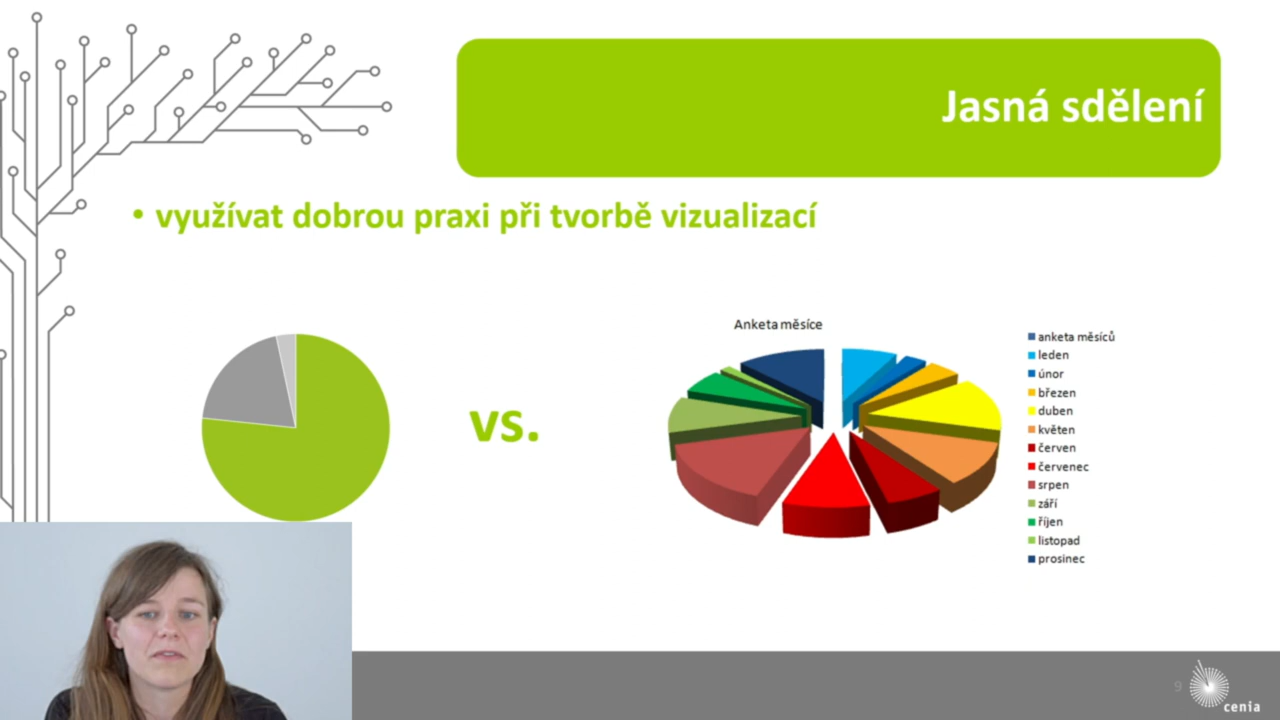 Jasná sdělení
• využívat dobrou praxi při tvorbě vizualizací
vs.
Anketa měsíce
anketa měsíců
leden
únor
březen
duben
květen
červen
červenec
srpen
září
říjen
listopad
prosinec
9
cenia